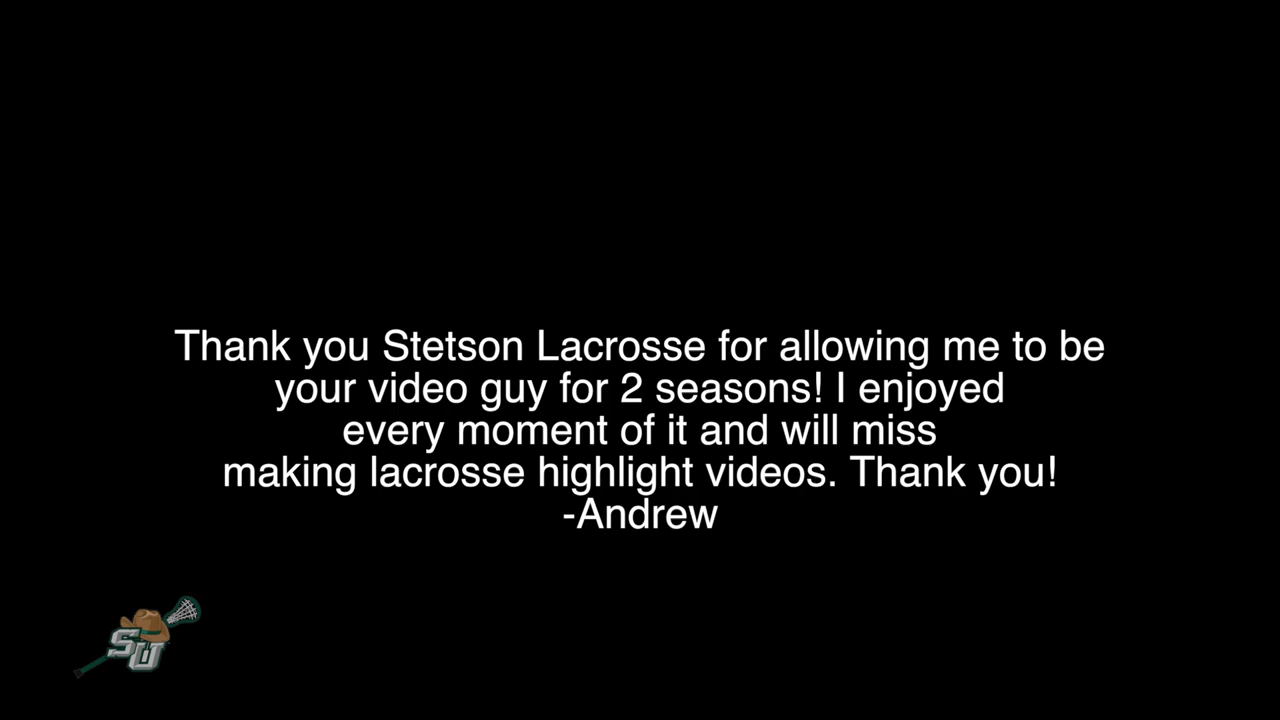 Thank you Stetson Lacrosse for allowing me to be
your video guy for 2 seasons! I enjoyed
every moment of it and will miss
making lacrosse highlight videos. Thank you!
-Andrew
SU